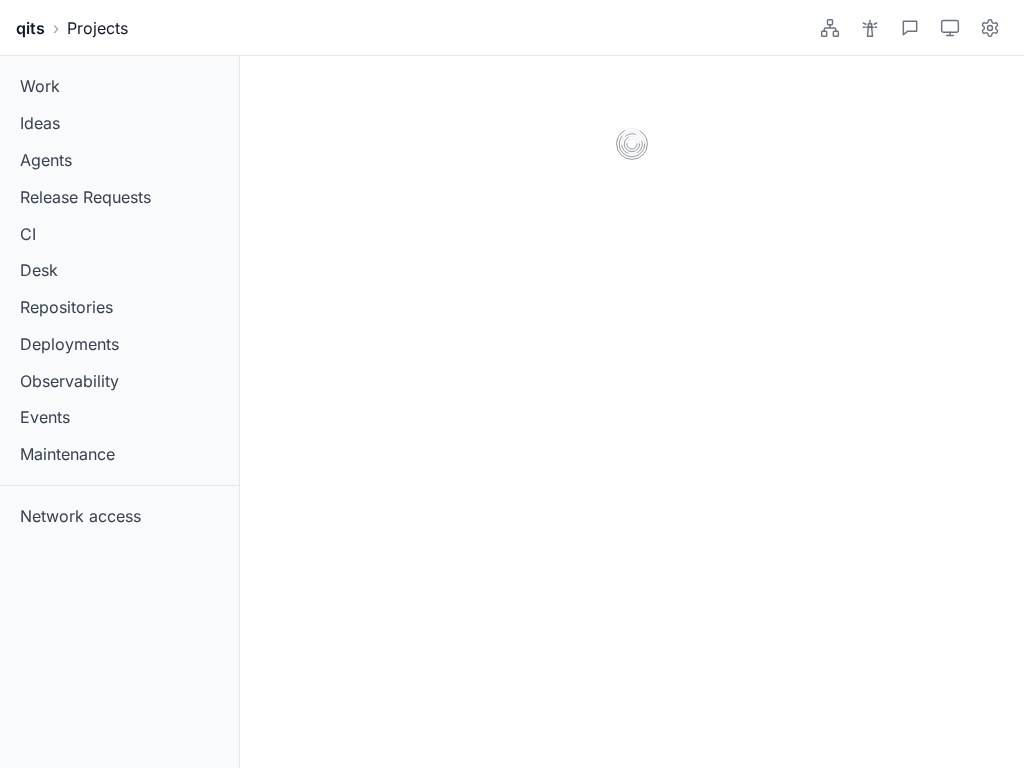 qits › Projects
Work
Ideas
Agents
Release Requests
CI
Desk
Repositories
Deployments
Observability
Events
Maintenance
Network access